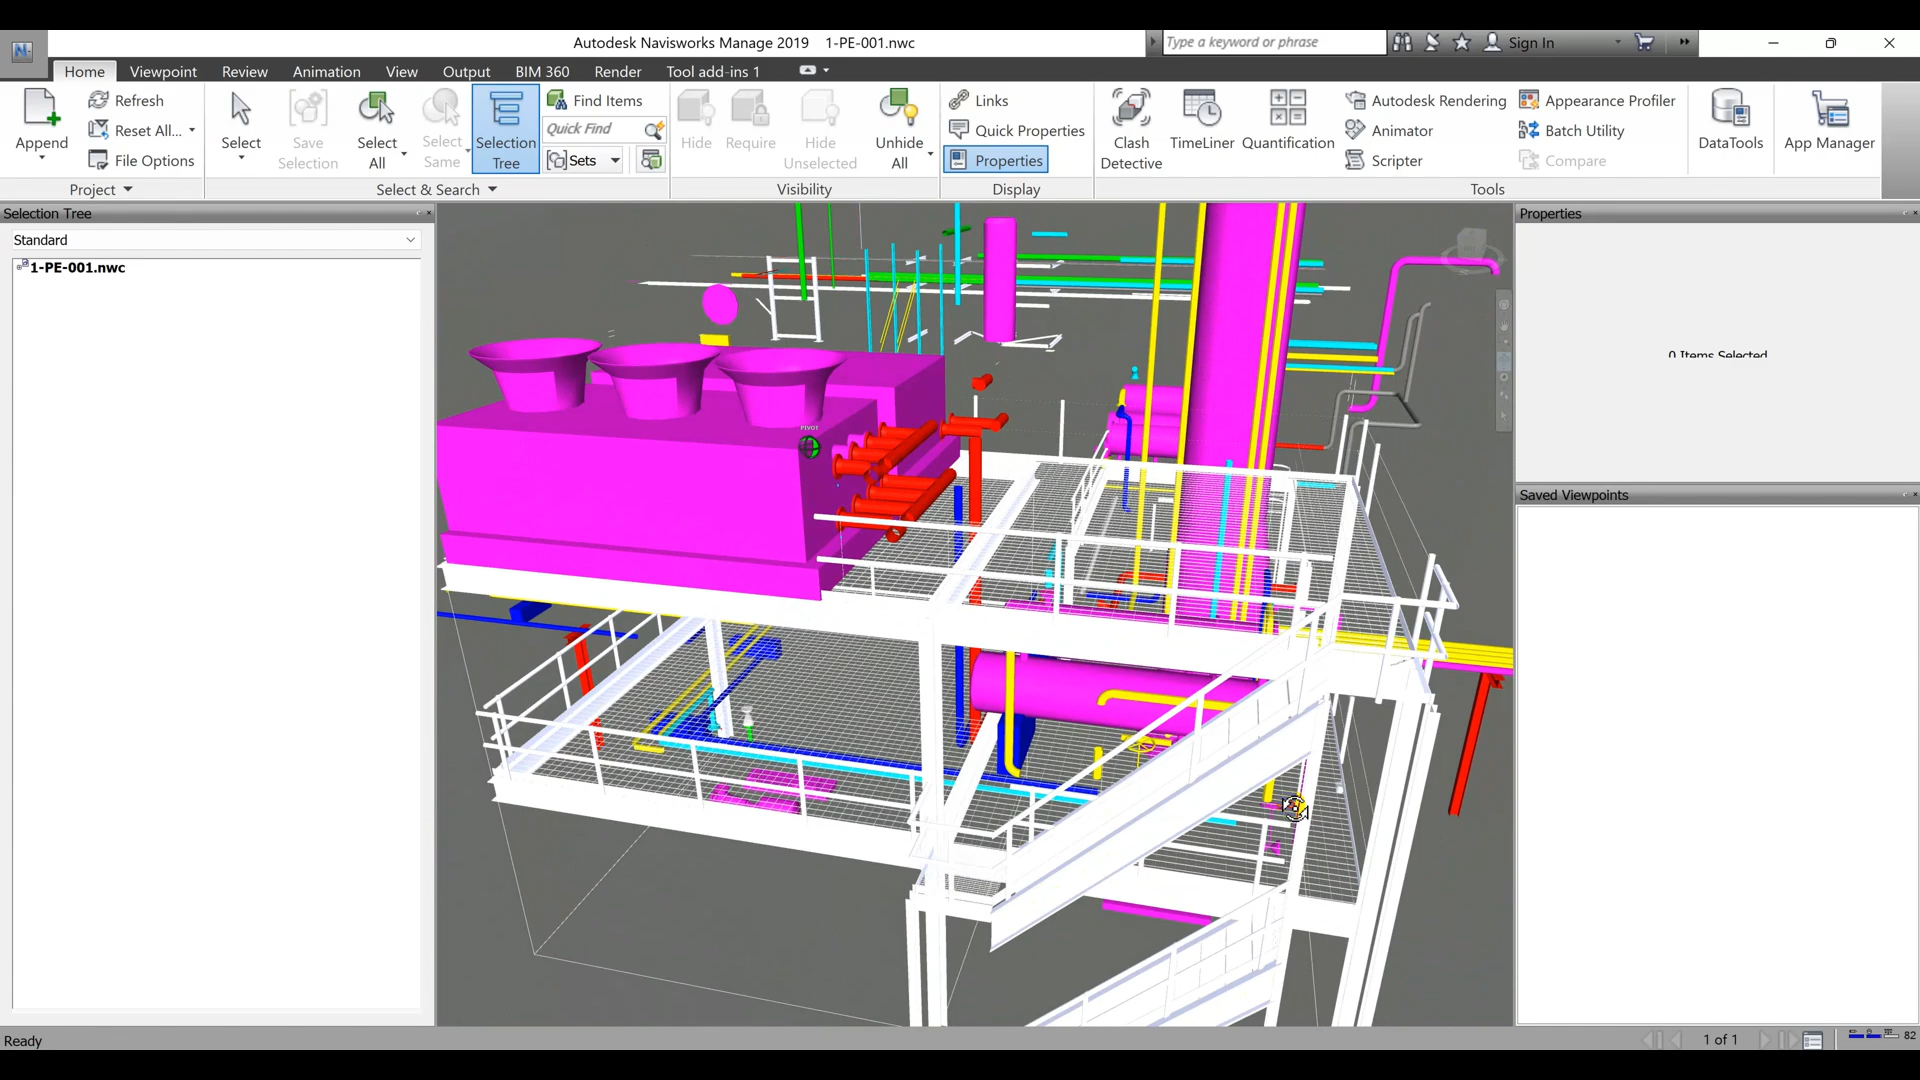 Autodesk Navisworks Manage 2019 1-PE-001.nwc
Type a keyword or phrase
Sign In
Home Viewpoint Review Animation View Output BIM 360 Render Tool add-ins 1
Append
Refresh
Reset All...
File Options
Project
Select
Save Selection
Select All
Select Same
Selection Tree
Find Items
Quick Find
Sets
Select & Search
Hide
Require
Hide Unselected
Unhide All
Visibility
Links
Quick Properties
Properties
Display
Clash Detective
TimeLiner
Quantification
Autodesk Rendering
Animator
Scripter
Appearance Profiler
Batch Utility
Compare
Tools
DataTools
App Manager
Selection Tree
Standard
1-PE-001.nwc
PIVOT
Properties
0 Items Selected
Saved Viewpoints
Ready
1 of 1
82